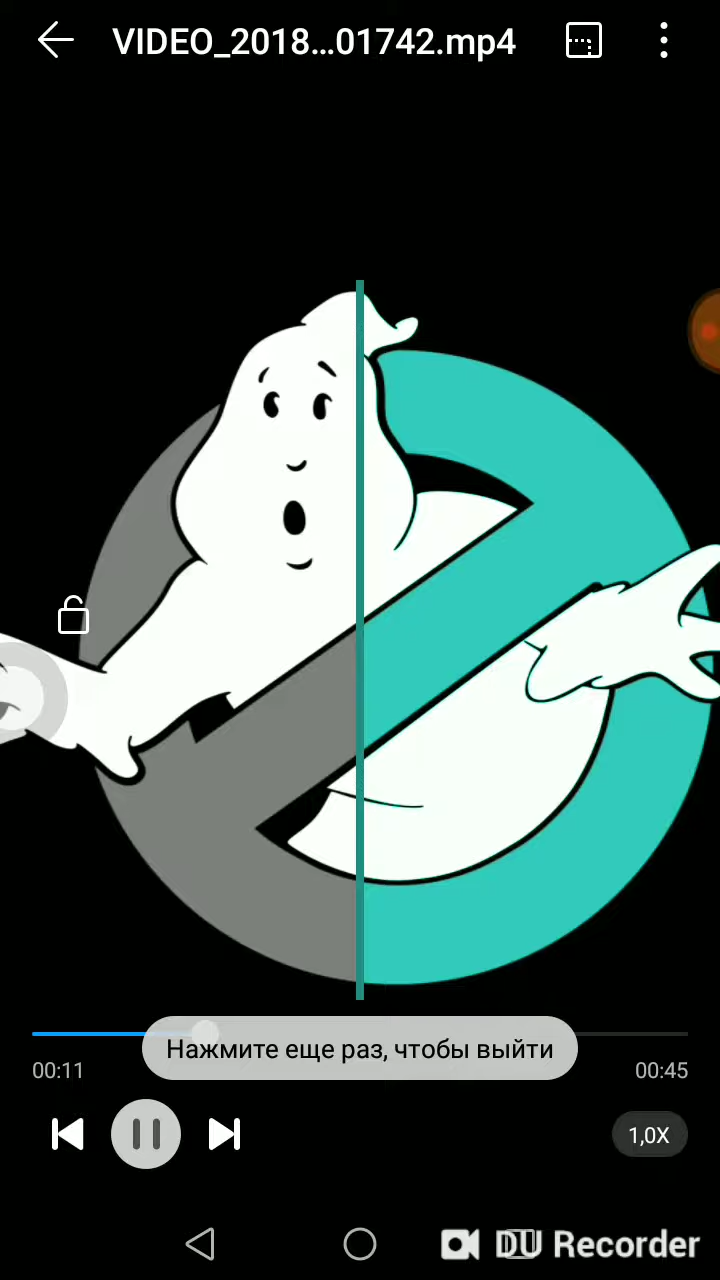 VIDEO_2018...01742.mp4
Нажмите еще раз, чтобы выйти
00:11
00:45
1,0X
DU Recorder